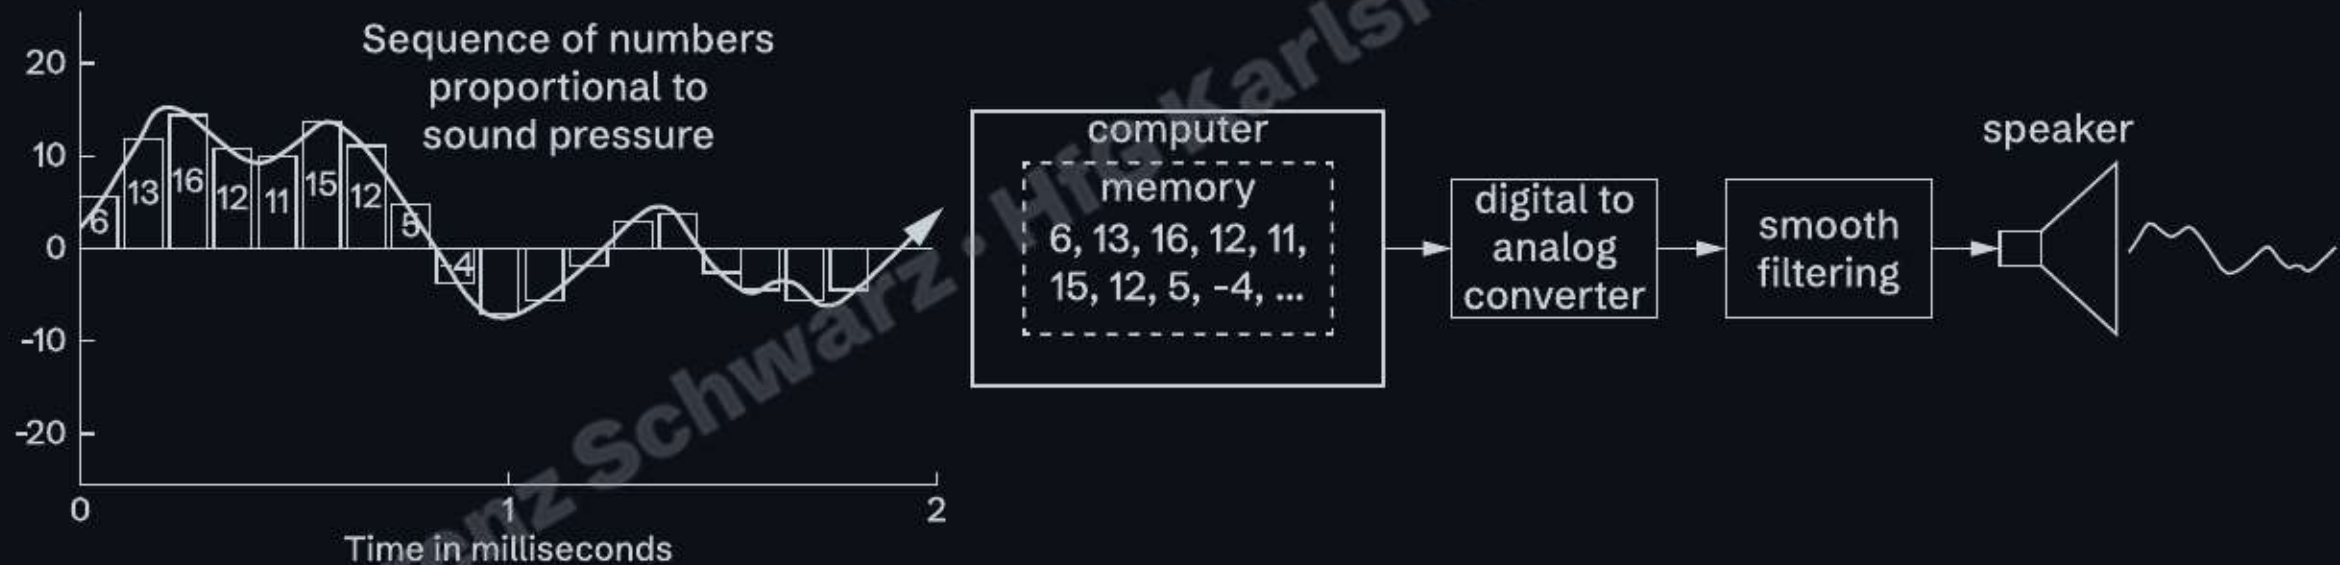 Sequence of numbers
proportional to
sound pressure
20
10
0
-10
-20
6
13
16
12
11
15
12
5
-4
0
1
2
Time in milliseconds
computer
memory
6, 13, 16, 12, 11,
15, 12, 5, -4, ...
digital to
analog
converter
smooth
filtering
speaker
Schwarz · HfG